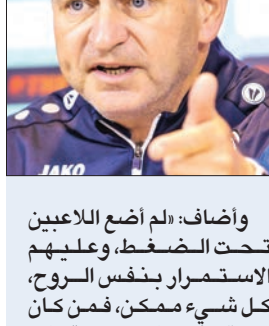 JAKO
وأضاف: «لم أضع اللاعبين
تحت الضغط، وعليهم
الاستمرار بنفس الروح،
كل شيء ممكن، فمن كان